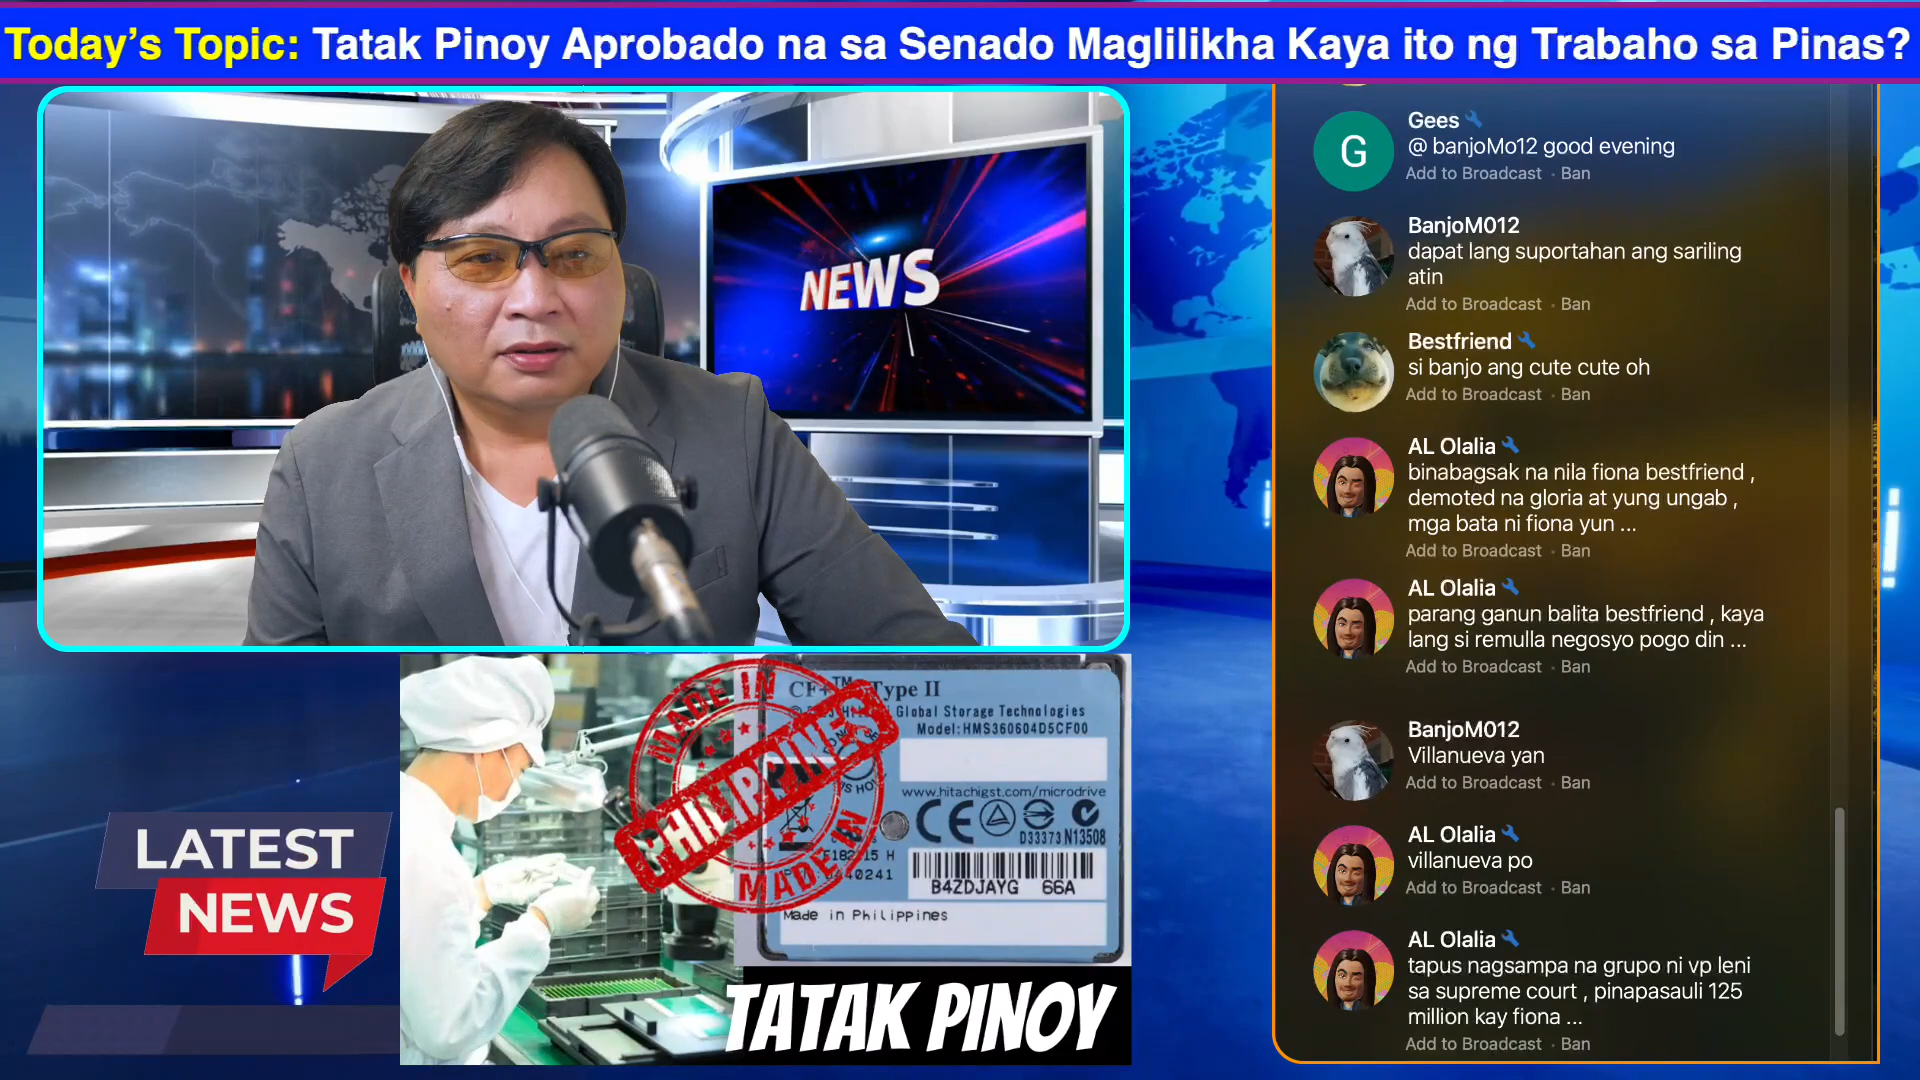 Today's Topic: Tatak Pinoy Aprobado na sa Senado Maglilikha Kaya ito ng Trabaho sa Pinas?
NEWS
LATEST
NEWS
MADE IN
PHILIPPINES
MADE IN
CF+™ Type II
Global Storage Technologies
Model:HMS360604D5CF00
www.hitachigst.com/microdrive
D33373 N13508
B4ZDJAYG 66A
Made in Philippines
TATAK PINOY
G
Gees
@ banjoMo12 good evening
Add to Broadcast · Ban
BanjoM012
dapat lang suportahan ang sariling
atin
Add to Broadcast · Ban
Bestfriend
si banjo ang cute cute oh
Add to Broadcast · Ban
AL Olalia
binabagsak na nila fiona bestfriend ,
demoted na gloria at yung ungab ,
mga bata ni fiona yun ...
Add to Broadcast · Ban
AL Olalia
parang ganun balita bestfriend , kaya
lang si remulla negosyo pogo din ...
Add to Broadcast · Ban
BanjoM012
Villanueva yan
Add to Broadcast · Ban
AL Olalia
villanueva po
Add to Broadcast · Ban
AL Olalia
tapus nagsampa na grupo ni vp leni
sa supreme court , pinapasauli 125
million kay fiona ...
Add to Broadcast · Ban